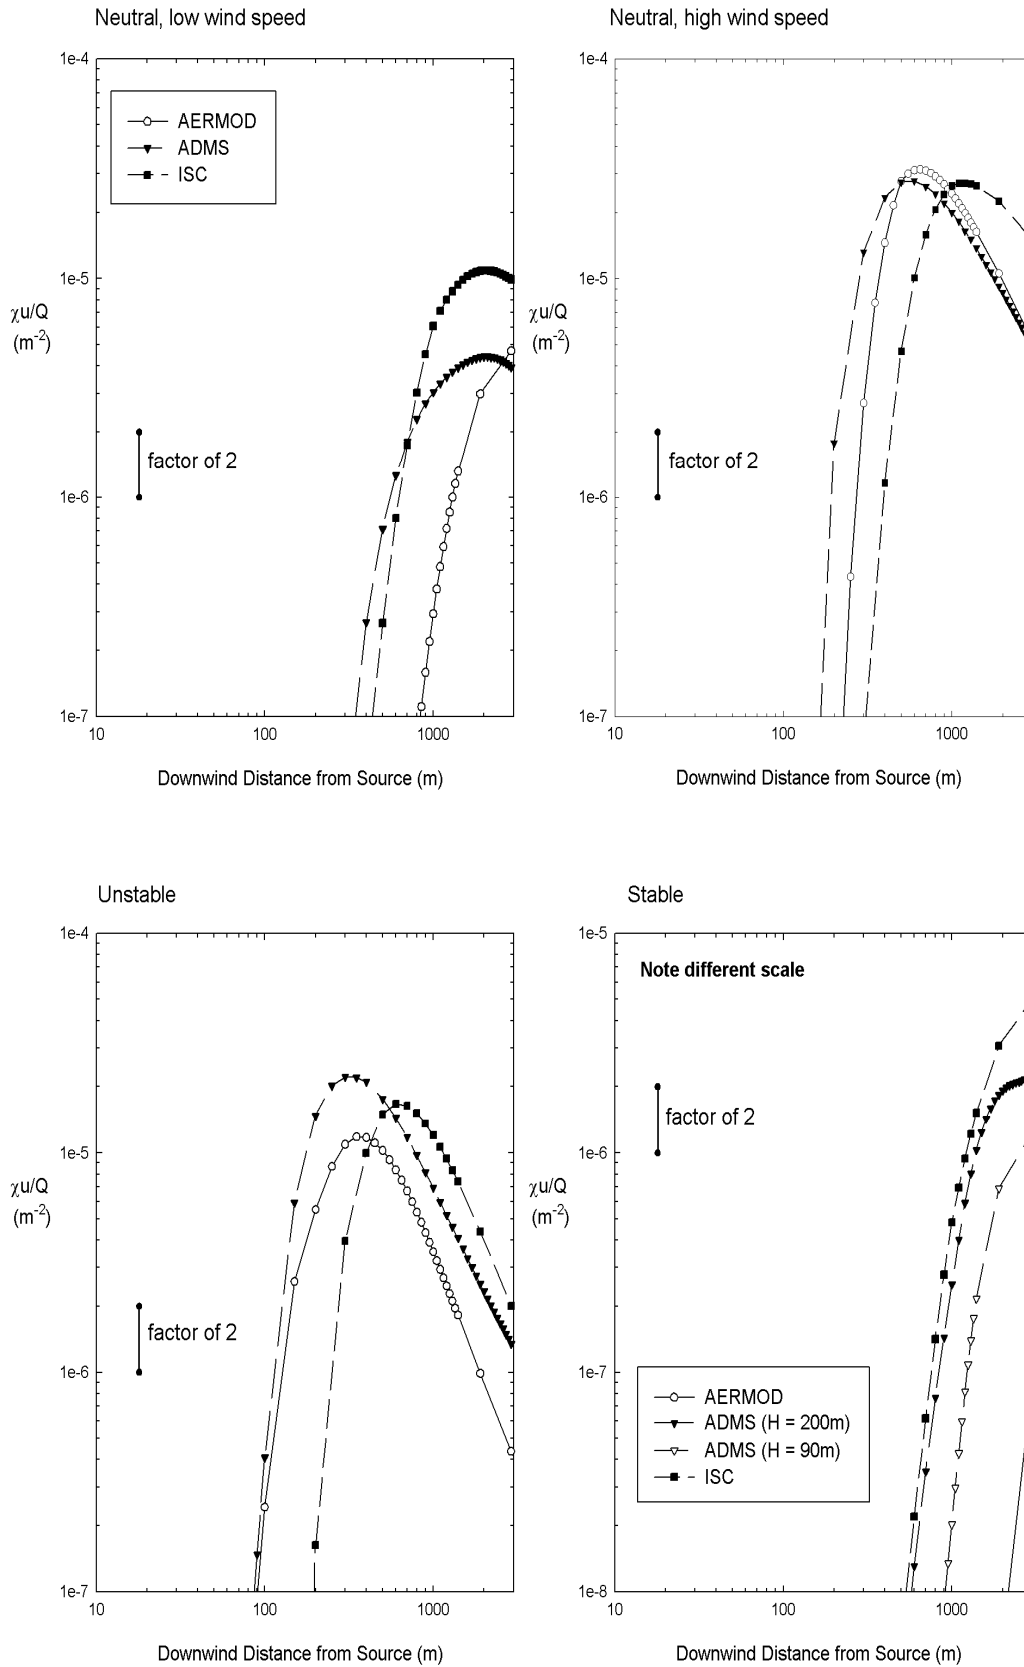 Neutral, low wind speed
1e-4
AERMOD
ADMS
ISC
1e-5
χu/Q
(m⁻²)
factor of 2
1e-6
1e-7
10
100
1000
Downwind Distance from Source (m)
Neutral, high wind speed
1e-4
1e-5
χu/Q
(m⁻²)
factor of 2
1e-6
1e-7
10
100
1000
Downwind Distance from Source (m)
Unstable
1e-4
1e-5
χu/Q
(m⁻²)
factor of 2
1e-6
1e-7
10
100
1000
Downwind Distance from Source (m)
Stable
1e-5
Note different scale
factor of 2
1e-6
χu/Q
(m⁻²)
1e-7
AERMOD
ADMS (H = 200m)
ADMS (H = 90m)
ISC
1e-8
10
100
1000
Downwind Distance from Source (m)